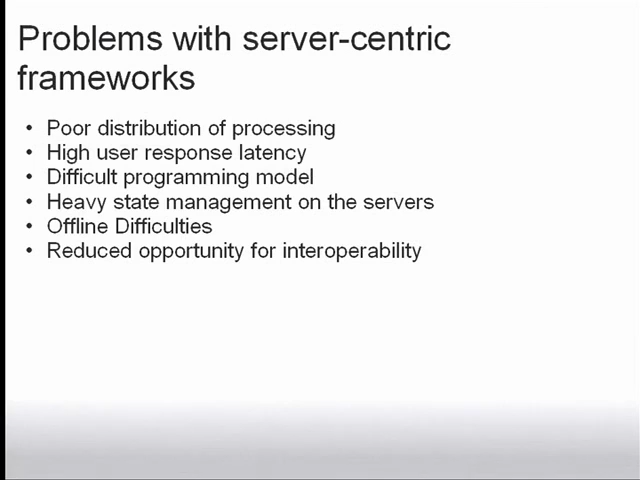 Problems with server-centric
frameworks
• Poor distribution of processing
• High user response latency
• Difficult programming model
• Heavy state management on the servers
• Offline Difficulties
• Reduced opportunity for interoperability